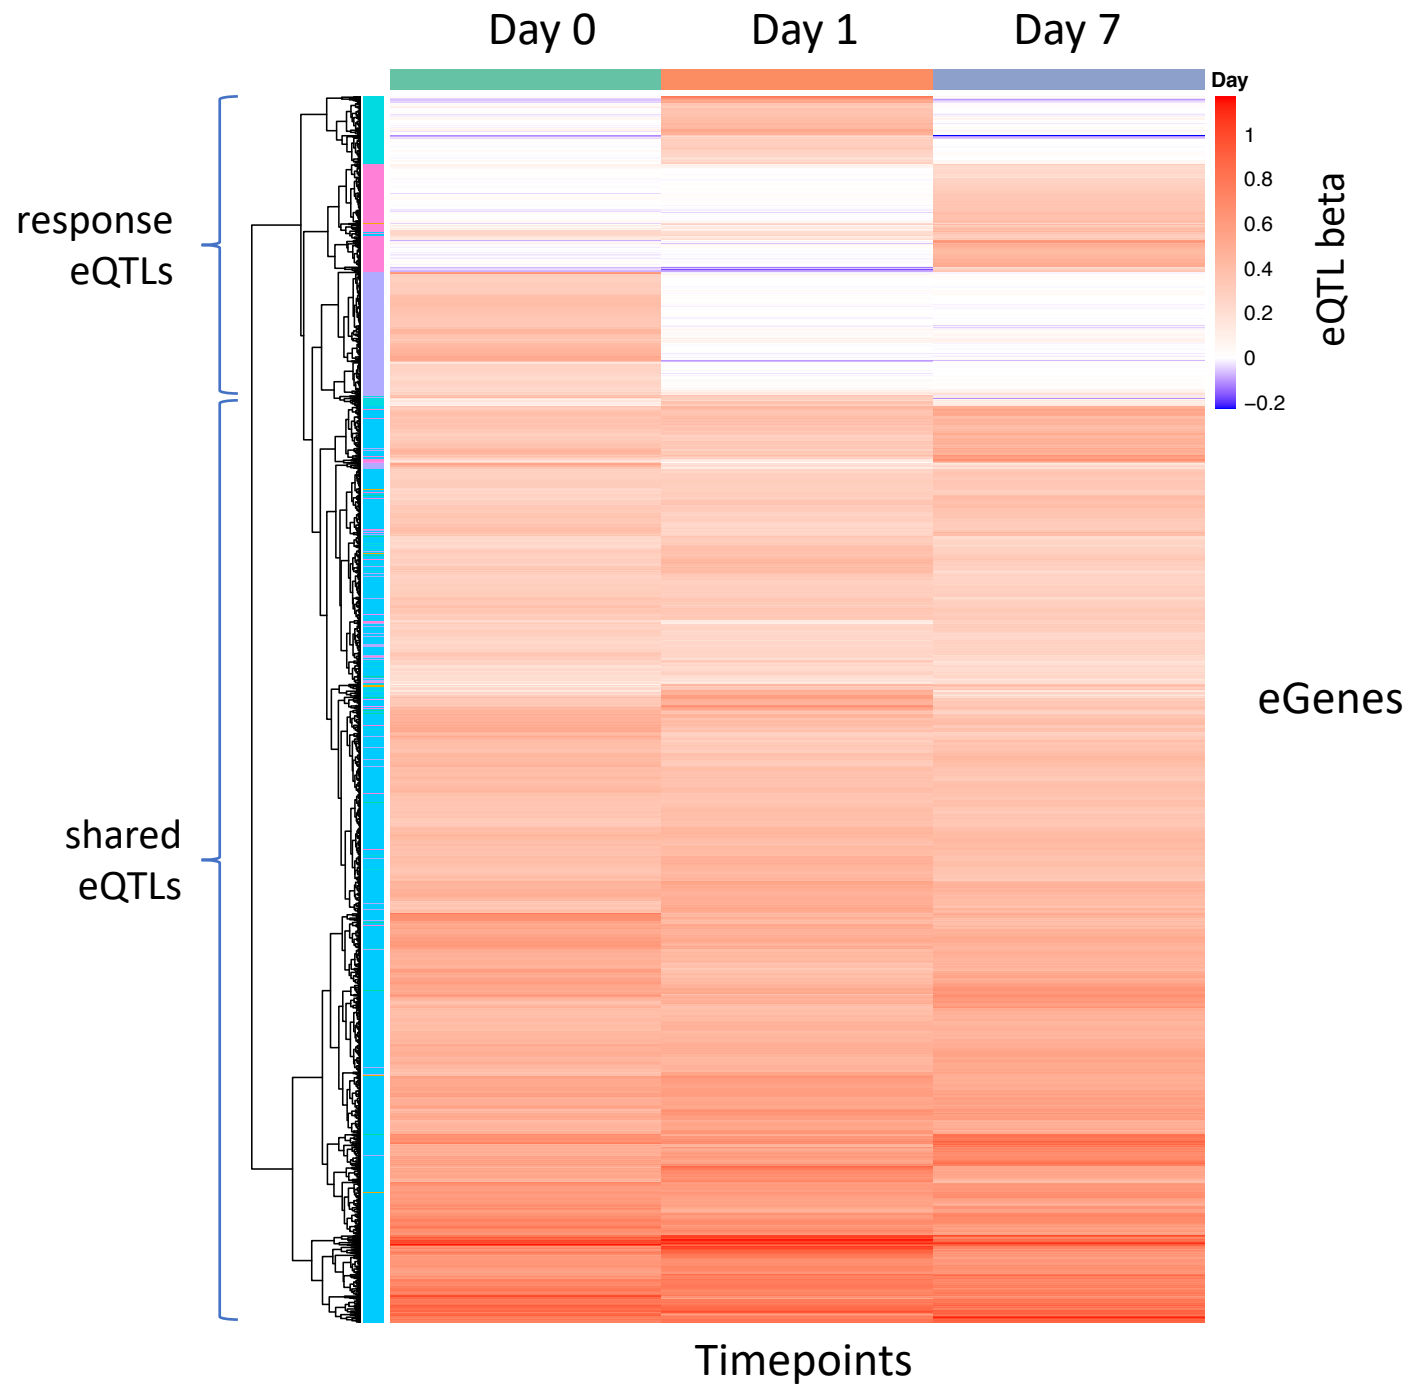 Day 0
Day 1
Day 7
Day
1
0.8
0.6
0.4
0.2
0
−0.2
eQTL beta
response
eQTLs
eGenes
shared
eQTLs
Timepoints